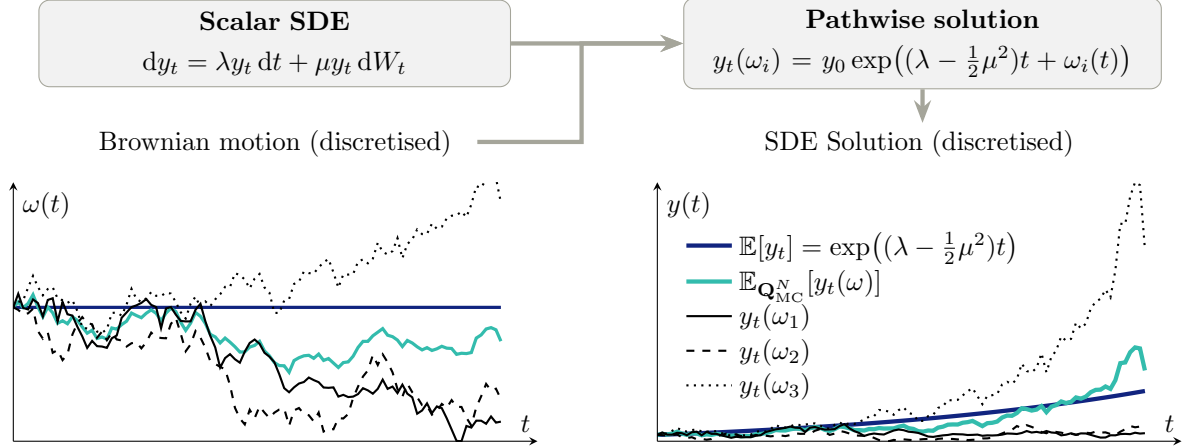 Scalar SDE
dy_t = λy_t dt + μy_t dW_t
Pathwise solution
y_t(ω_i) = y_0 exp((λ − ½μ²)t + ω_i(t))
Brownian motion (discretised)
SDE Solution (discretised)
ω(t)
t
y(t)
𝔼[y_t] = exp((λ − ½μ²)t)
𝔼_{𝐐^N_MC}[y_t(ω)]
y_t(ω_1)
y_t(ω_2)
y_t(ω_3)
t